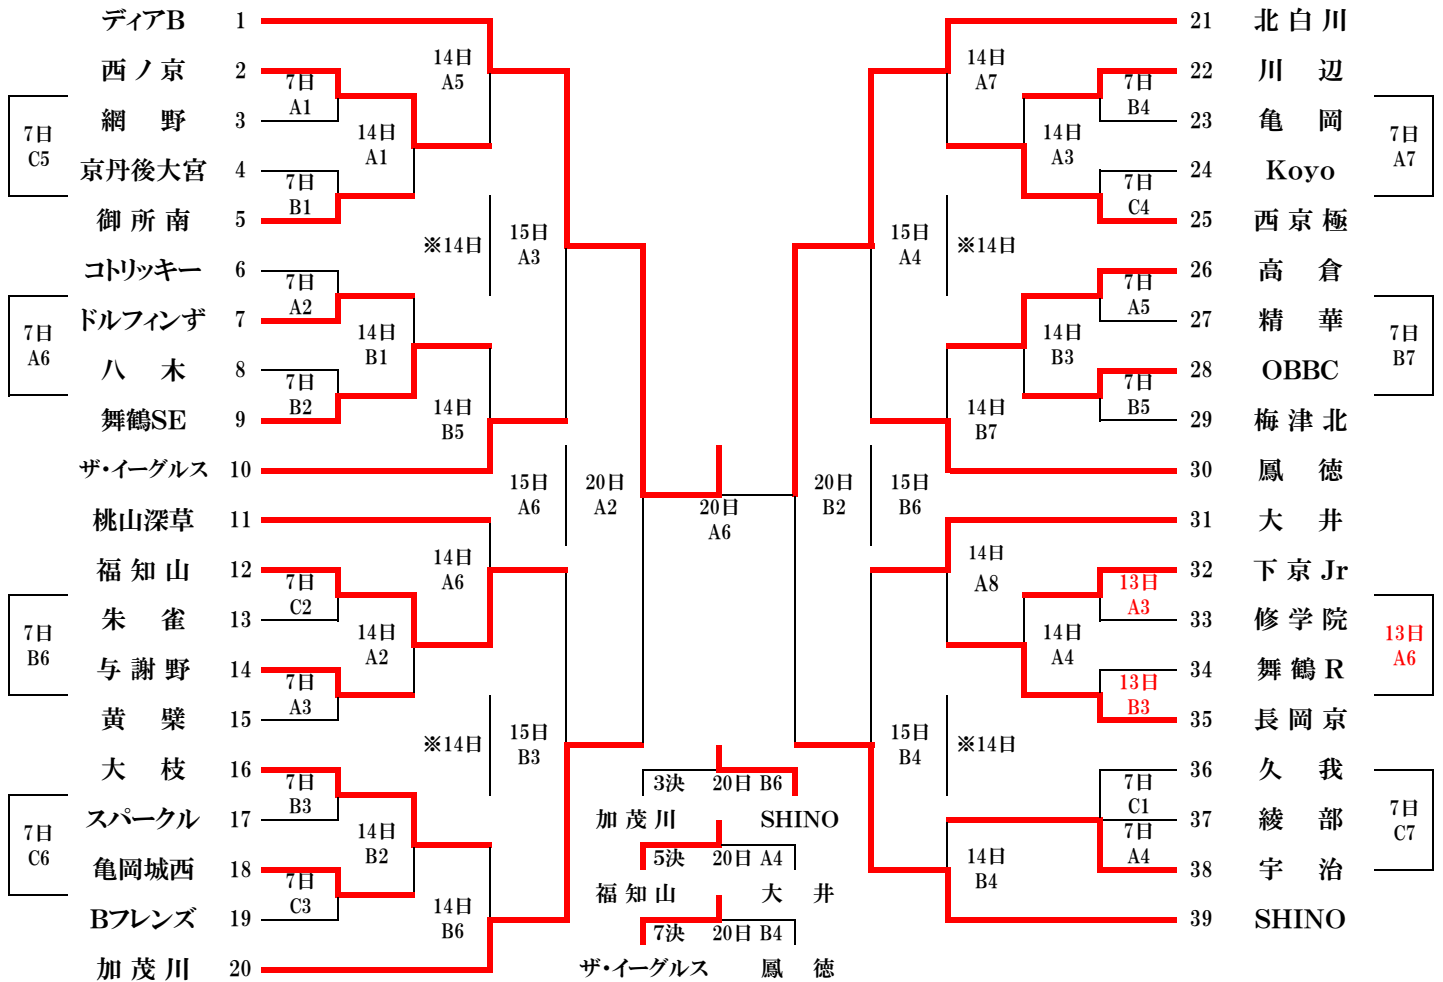 ディアB 1
西ノ京 2
網 野 3
京丹後大宮 4
御所南 5
コトリッキー 6
ドルフィンず 7
八 木 8
舞鶴SE 9
ザ・イーグルス 10
桃山深草 11
福知山 12
朱 雀 13
与謝野 14
黄 檗 15
大 枝 16
スパークル 17
亀岡城西 18
Bフレンズ 19
加茂川 20
7日
C5
7日
A6
7日
B6
7日
C6
7日
A1
7日
B1
7日
A2
7日
B2
7日
C2
7日
A3
7日
B3
7日
C3
14日
A1
14日
B1
14日
A2
14日
B2
14日
A5
※14日
14日
B5
14日
A6
※14日
14日
B6
15日
A3
15日
A6
15日
B3
20日
A2
20日
A6
3決 20日 B6
加茂川 SHINO
5決 20日 A4
福知山 大 井
7決 20日 B4
ザ・イーグルス 鳳 徳
20日
B2
15日
A4
15日
B6
15日
B4
14日
A7
※14日
14日
B7
14日
A8
※14日
14日
B4
14日
A3
14日
B3
14日
A4
7日
B4
7日
C4
7日
A5
7日
B5
13日
A3
13日
B3
7日
C1
7日
A4
21 北白川
22 川 辺
23 亀 岡
24 Koyo
25 西京極
26 高 倉
27 精 華
28 OBBC
29 梅津北
30 鳳 徳
31 大 井
32 下京Jr
33 修学院
34 舞鶴R
35 長岡京
36 久 我
37 綾 部
38 宇 治
39 SHINO
7日
A7
7日
B7
13日
A6
7日
C7